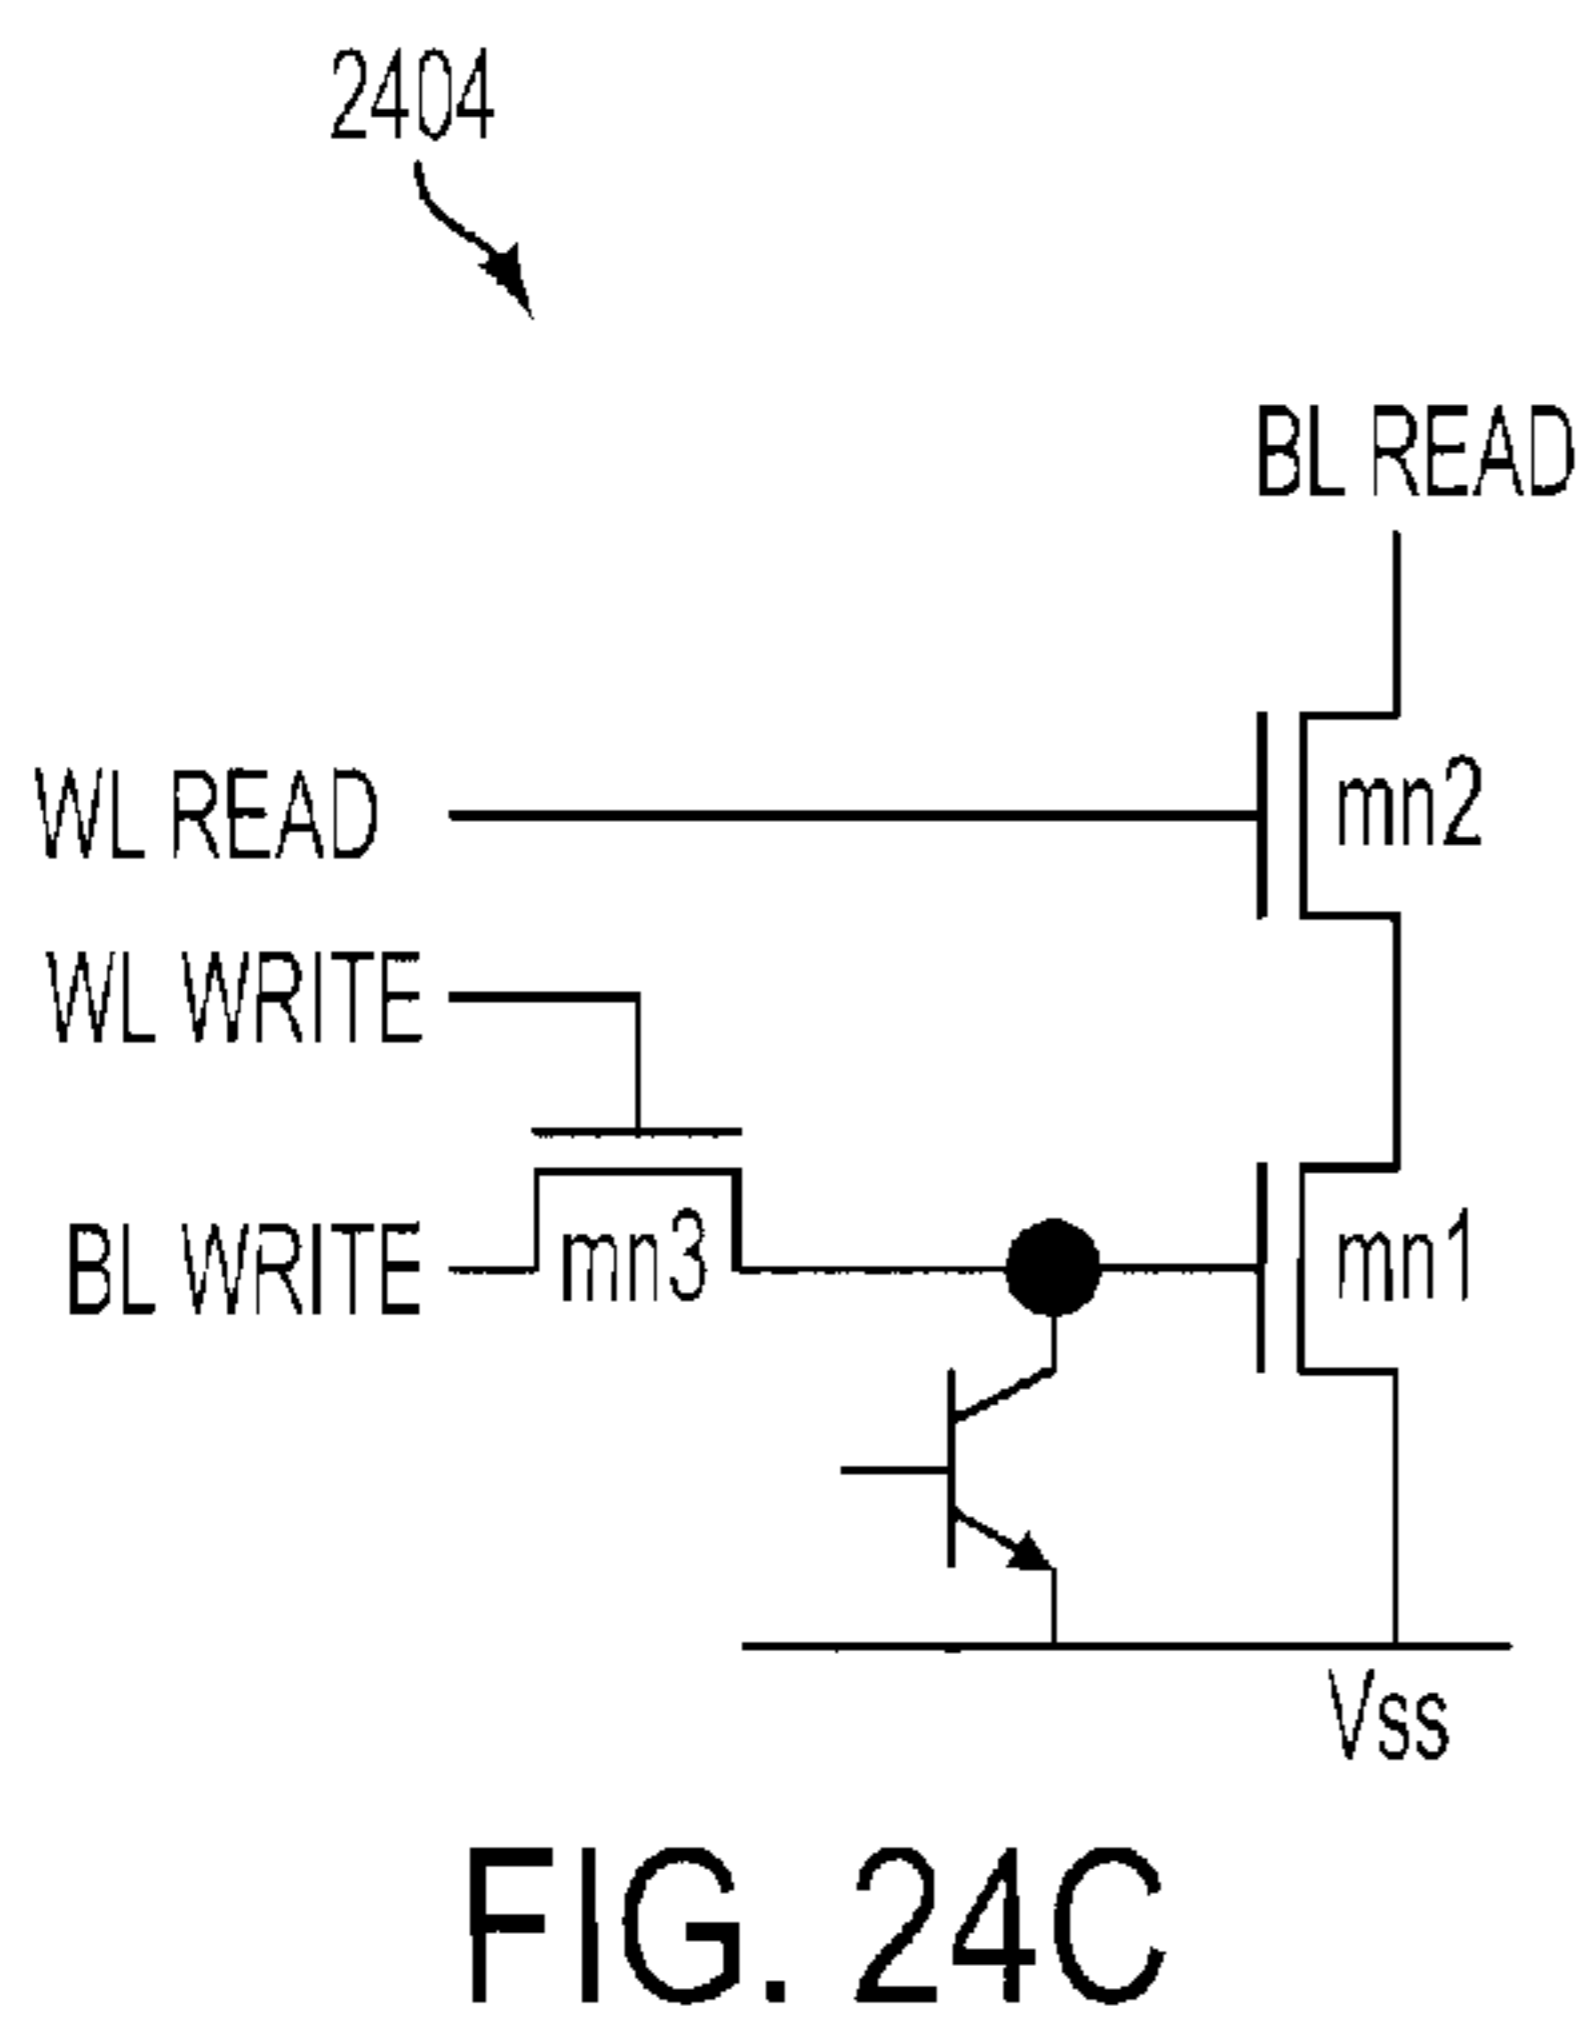 2404
BL READ
WL READ
mn2
WL WRITE
BL WRITE
mn3
mn1
Vss
FIG. 24C